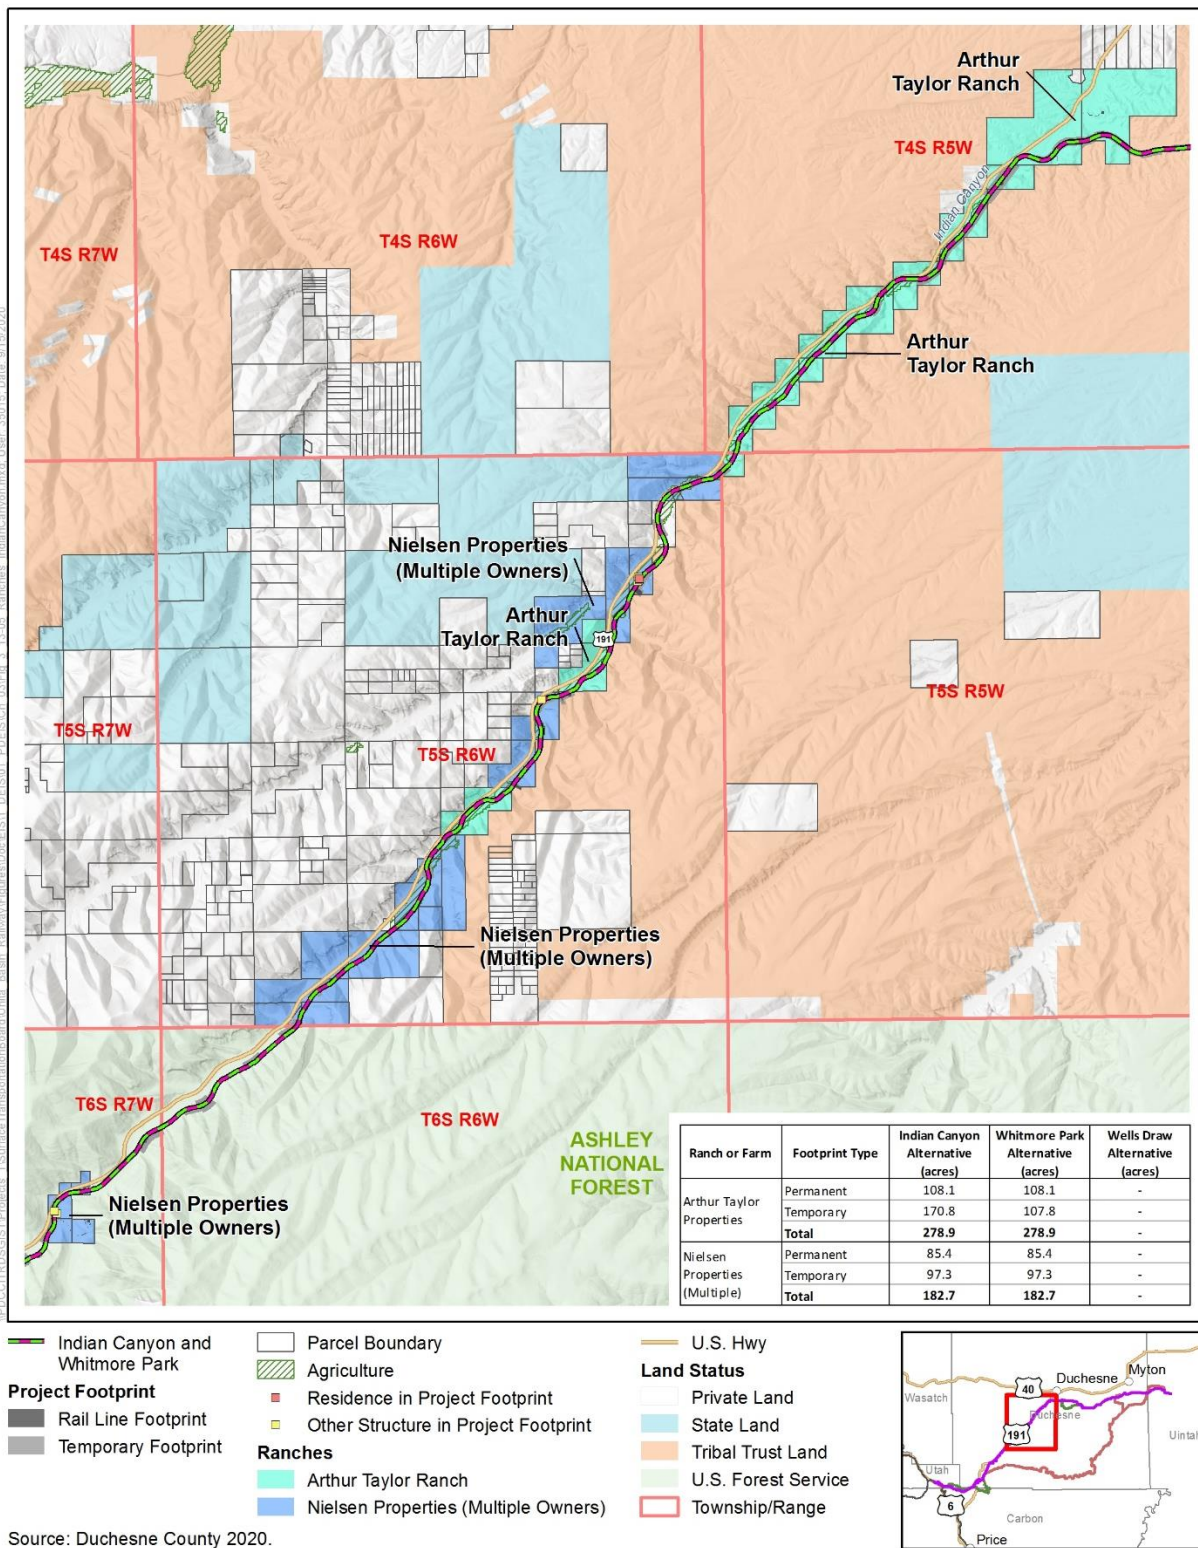 Arthur
Taylor Ranch
T4S R5W
Indian Canyon
T4S R7W
T4S R6W
Arthur
Taylor Ranch
Nielsen Properties
(Multiple Owners)
Arthur
Taylor Ranch
191
T5S R5W
T5S R7W
T5S R6W
Nielsen Properties
(Multiple Owners)
T6S R7W
T6S R6W
ASHLEY
NATIONAL
FOREST
Nielsen Properties
(Multiple Owners)
Ranch or Farm Footprint Type Indian Canyon Alternative (acres) Whitmore Park Alternative (acres) Wells Draw Alternative (acres)
Arthur Taylor Properties Permanent 108.1 108.1 -
Temporary 170.8 107.8 -
Total 278.9 278.9 -
Nielsen Properties (Multiple) Permanent 85.4 85.4 -
Temporary 97.3 97.3 -
Total 182.7 182.7 -
Indian Canyon and
Whitmore Park
Project Footprint
Rail Line Footprint
Temporary Footprint
Parcel Boundary
Agriculture
Residence in Project Footprint
Other Structure in Project Footprint
Ranches
Arthur Taylor Ranch
Nielsen Properties (Multiple Owners)
U.S. Hwy
Land Status
Private Land
State Land
Tribal Trust Land
U.S. Forest Service
Township/Range
Wasatch
40
Duchesne
Myton
Duchesne
191
Uintah
Utah
6
Carbon
Price
Source: Duchesne County 2020.